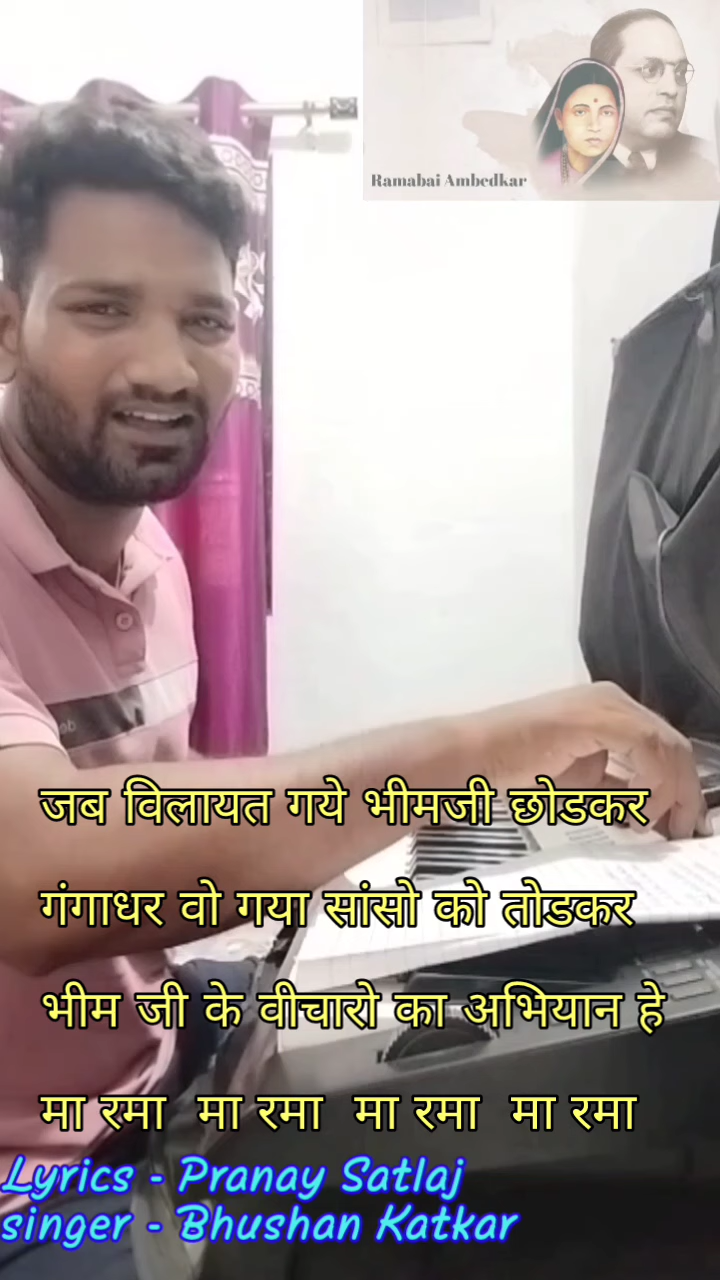 Ramabai Ambedkar
जब विलायत गये भीमजी छोडकर
गंगाधर वो गया सांसो को तोडकर
भीम जी के वीचारो का अभियान हे
मा रमा मा रमा मा रमा मा रमा
Lyrics - Pranay Satlaj
singer - Bhushan Katkar